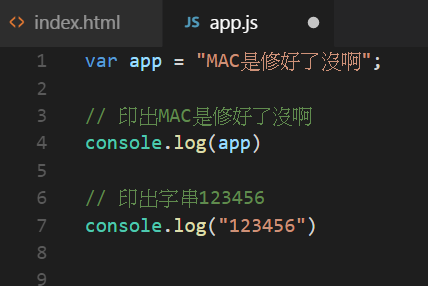 <> index.html
JS app.js
1 var app = "MAC是修好了沒啊";
2
3 // 印出MAC是修好了沒啊
4 console.log(app)
5
6 // 印出字串123456
7 console.log("123456")
8
9